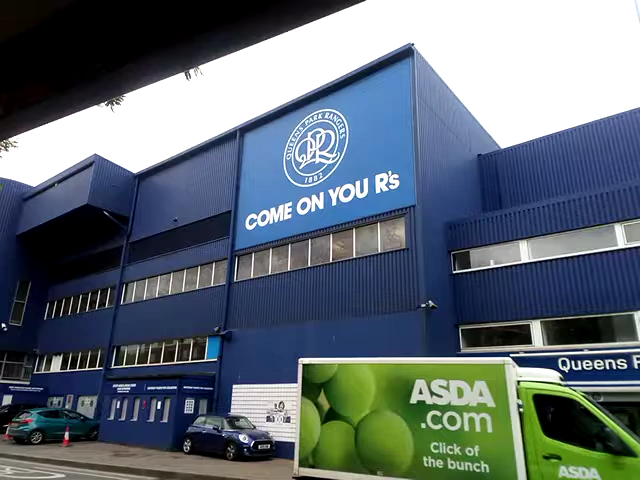 QUEENS PARK RANGERS
QPR
1882
COME ON YOU R's
Queens
ASDA
.com
Click of
the bunch
ASDA